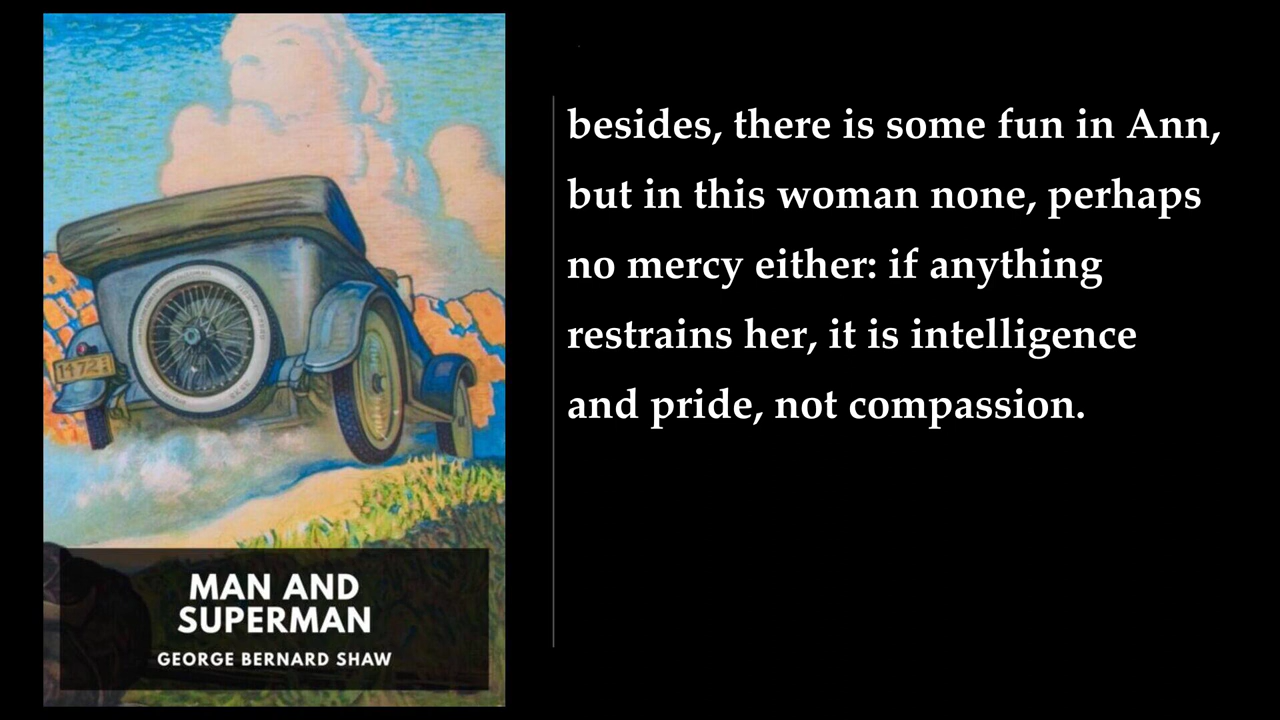 besides, there is some fun in Ann,
but in this woman none, perhaps
no mercy either: if anything
restrains her, it is intelligence
and pride, not compassion.
1472
MAN AND
SUPERMAN
GEORGE BERNARD SHAW